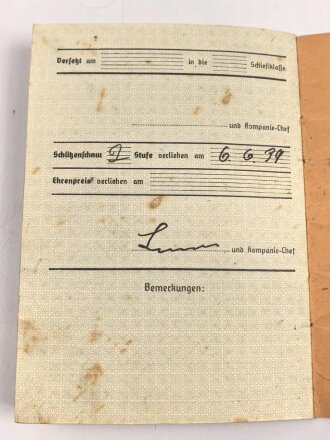 Versetzt am in die Schießklasse
und Kompanie-Chef
Schützenschnur Stufe verliehen am 6. 6. 39
Ehrenpreis verliehen am
und Kompanie-Chef
Bemerkungen: